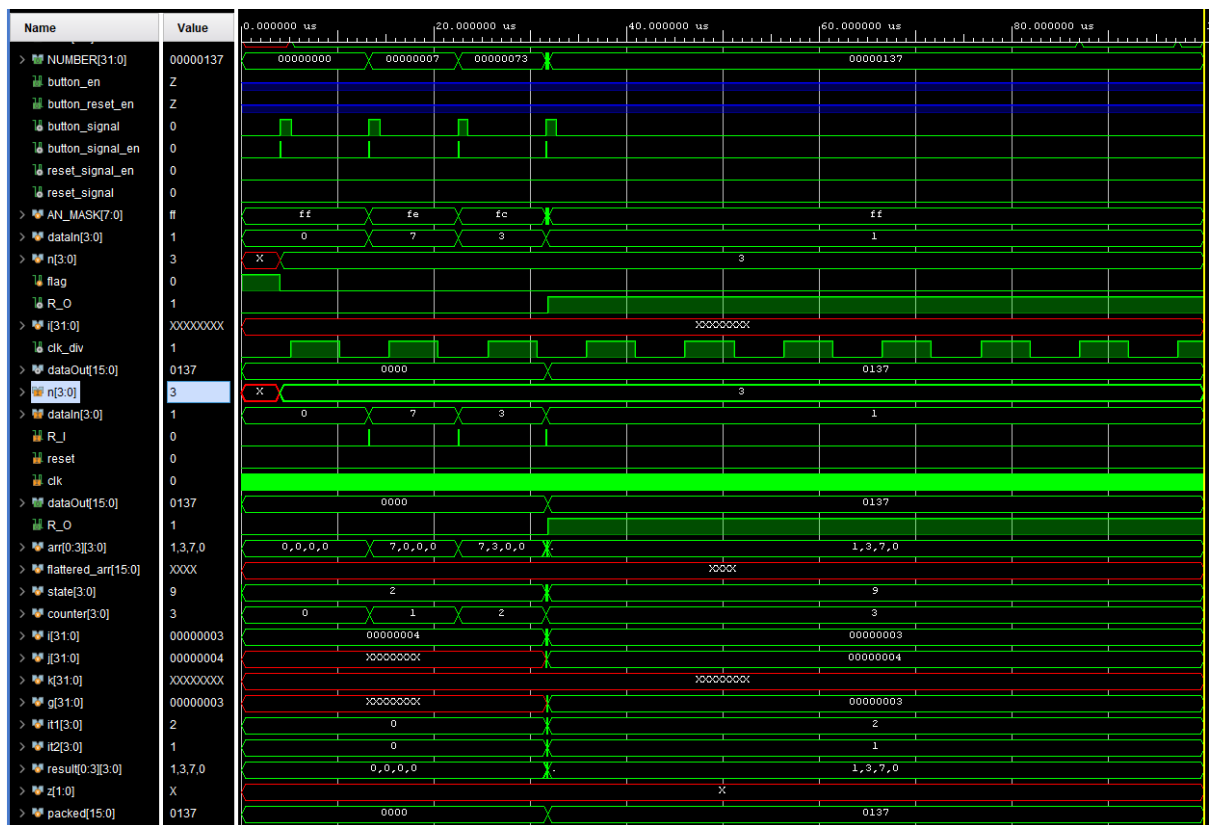 Name Value 0.000000 us 20.000000 us 40.000000 us 60.000000 us 80.000000 us
NUMBER[31:0] 00000137 00000000 00000007 00000073 00000137
button_en Z
button_reset_en Z
button_signal 0
button_signal_en 0
reset_signal_en 0
reset_signal 0
AN_MASK[7:0] ff ff fe fc ff
dataIn[3:0] 1 0 7 3 1
n[3:0] 3 X 3
flag 0
R_O 1
i[31:0] XXXXXXXX XXXXXXXX
clk_div 1
dataOut[15:0] 0137 0000 0137
n[3:0] 3 X 3
dataIn[3:0] 1 0 7 3 1
R_I 0
reset 0
clk 0
dataOut[15:0] 0137 0000 0137
R_O 1
arr[0:3][3:0] 1,3,7,0 0,0,0,0 7,0,0,0 7,3,0,0 . 1,3,7,0
flattered_arr[15:0] XXXX XXXX
state[3:0] 9 2 9
counter[3:0] 3 0 1 2 3
i[31:0] 00000003 00000004 00000003
j[31:0] 00000004 XXXXXXXX 00000004
k[31:0] XXXXXXXX XXXXXXXX
g[31:0] 00000003 XXXXXXXX 00000003
it1[3:0] 2 0 2
it2[3:0] 1 0 1
result[0:3][3:0] 1,3,7,0 0,0,0,0 . 1,3,7,0
z[1:0] X X
packed[15:0] 0137 0000 0137